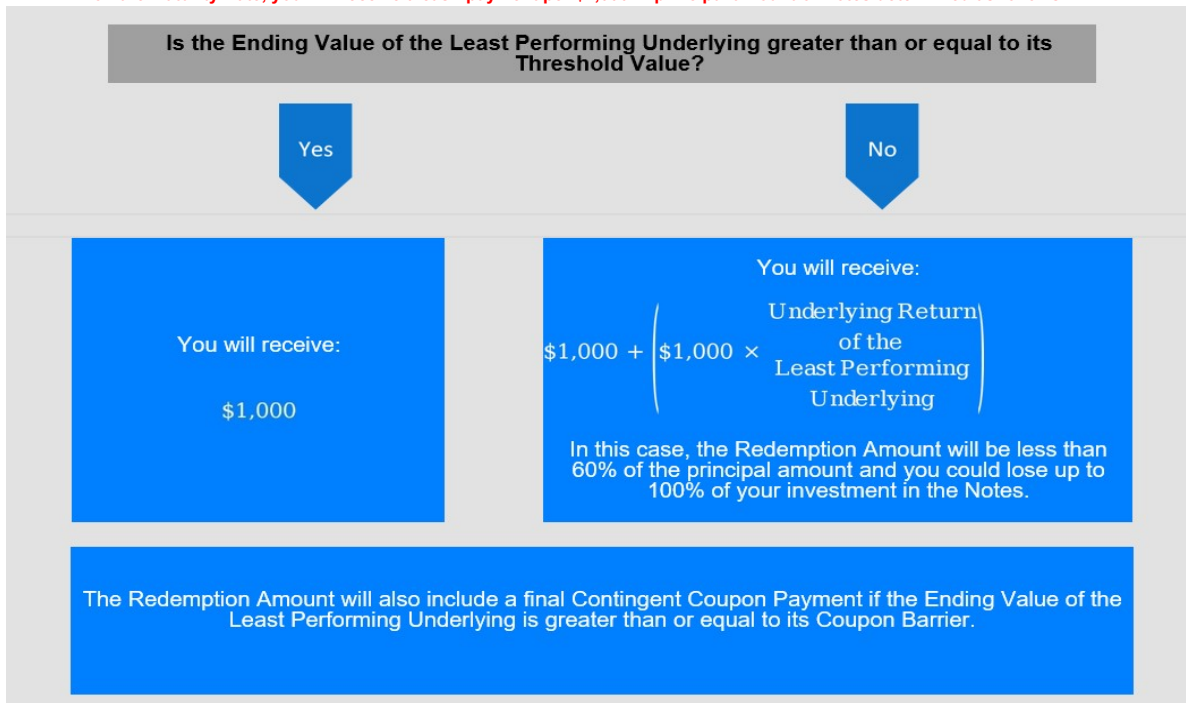 Is the Ending Value of the Least Performing Underlying greater than or equal to its
Threshold Value?
Yes
No
You will receive:
$1,000
You will receive:
$1,000 + ($1,000 × Underlying Return
of the
Least Performing
Underlying)
In this case, the Redemption Amount will be less than
60% of the principal amount and you could lose up to
100% of your investment in the Notes.
The Redemption Amount will also include a final Contingent Coupon Payment if the Ending Value of the
Least Performing Underlying is greater than or equal to its Coupon Barrier.